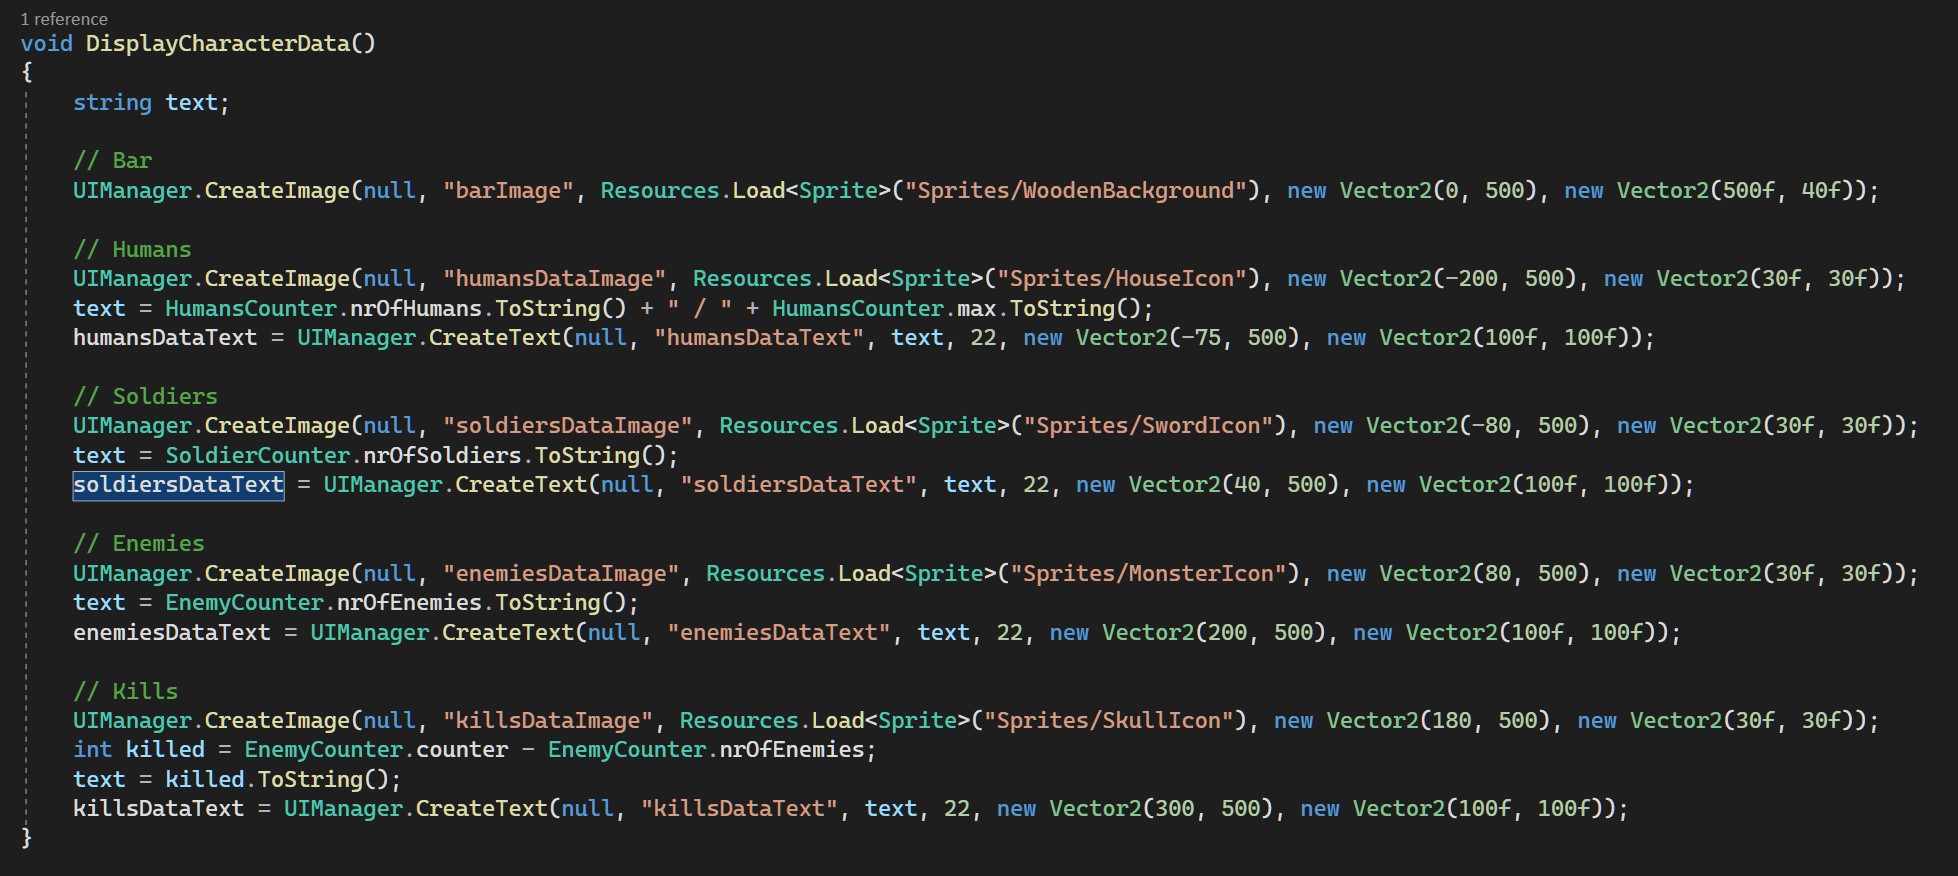 1 reference
void DisplayCharacterData()
{
    string text;

    // Bar
    UIManager.CreateImage(null, "barImage", Resources.Load<Sprite>("Sprites/WoodenBackground"), new Vector2(0, 500), new Vector2(500f, 40f));

    // Humans
    UIManager.CreateImage(null, "humansDataImage", Resources.Load<Sprite>("Sprites/HouseIcon"), new Vector2(-200, 500), new Vector2(30f, 30f));
    text = HumansCounter.nrOfHumans.ToString() + " / " + HumansCounter.max.ToString();
    humansDataText = UIManager.CreateText(null, "humansDataText", text, 22, new Vector2(-75, 500), new Vector2(100f, 100f));

    // Soldiers
    UIManager.CreateImage(null, "soldiersDataImage", Resources.Load<Sprite>("Sprites/SwordIcon"), new Vector2(-80, 500), new Vector2(30f, 30f));
    text = SoldierCounter.nrOfSoldiers.ToString();
    soldiersDataText = UIManager.CreateText(null, "soldiersDataText", text, 22, new Vector2(40, 500), new Vector2(100f, 100f));

    // Enemies
    UIManager.CreateImage(null, "enemiesDataImage", Resources.Load<Sprite>("Sprites/MonsterIcon"), new Vector2(80, 500), new Vector2(30f, 30f));
    text = EnemyCounter.nrOfEnemies.ToString();
    enemiesDataText = UIManager.CreateText(null, "enemiesDataText", text, 22, new Vector2(200, 500), new Vector2(100f, 100f));

    // Kills
    UIManager.CreateImage(null, "killsDataImage", Resources.Load<Sprite>("Sprites/SkullIcon"), new Vector2(180, 500), new Vector2(30f, 30f));
    int killed = EnemyCounter.counter - EnemyCounter.nrOfEnemies;
    text = killed.ToString();
    killsDataText = UIManager.CreateText(null, "killsDataText", text, 22, new Vector2(300, 500), new Vector2(100f, 100f));
}